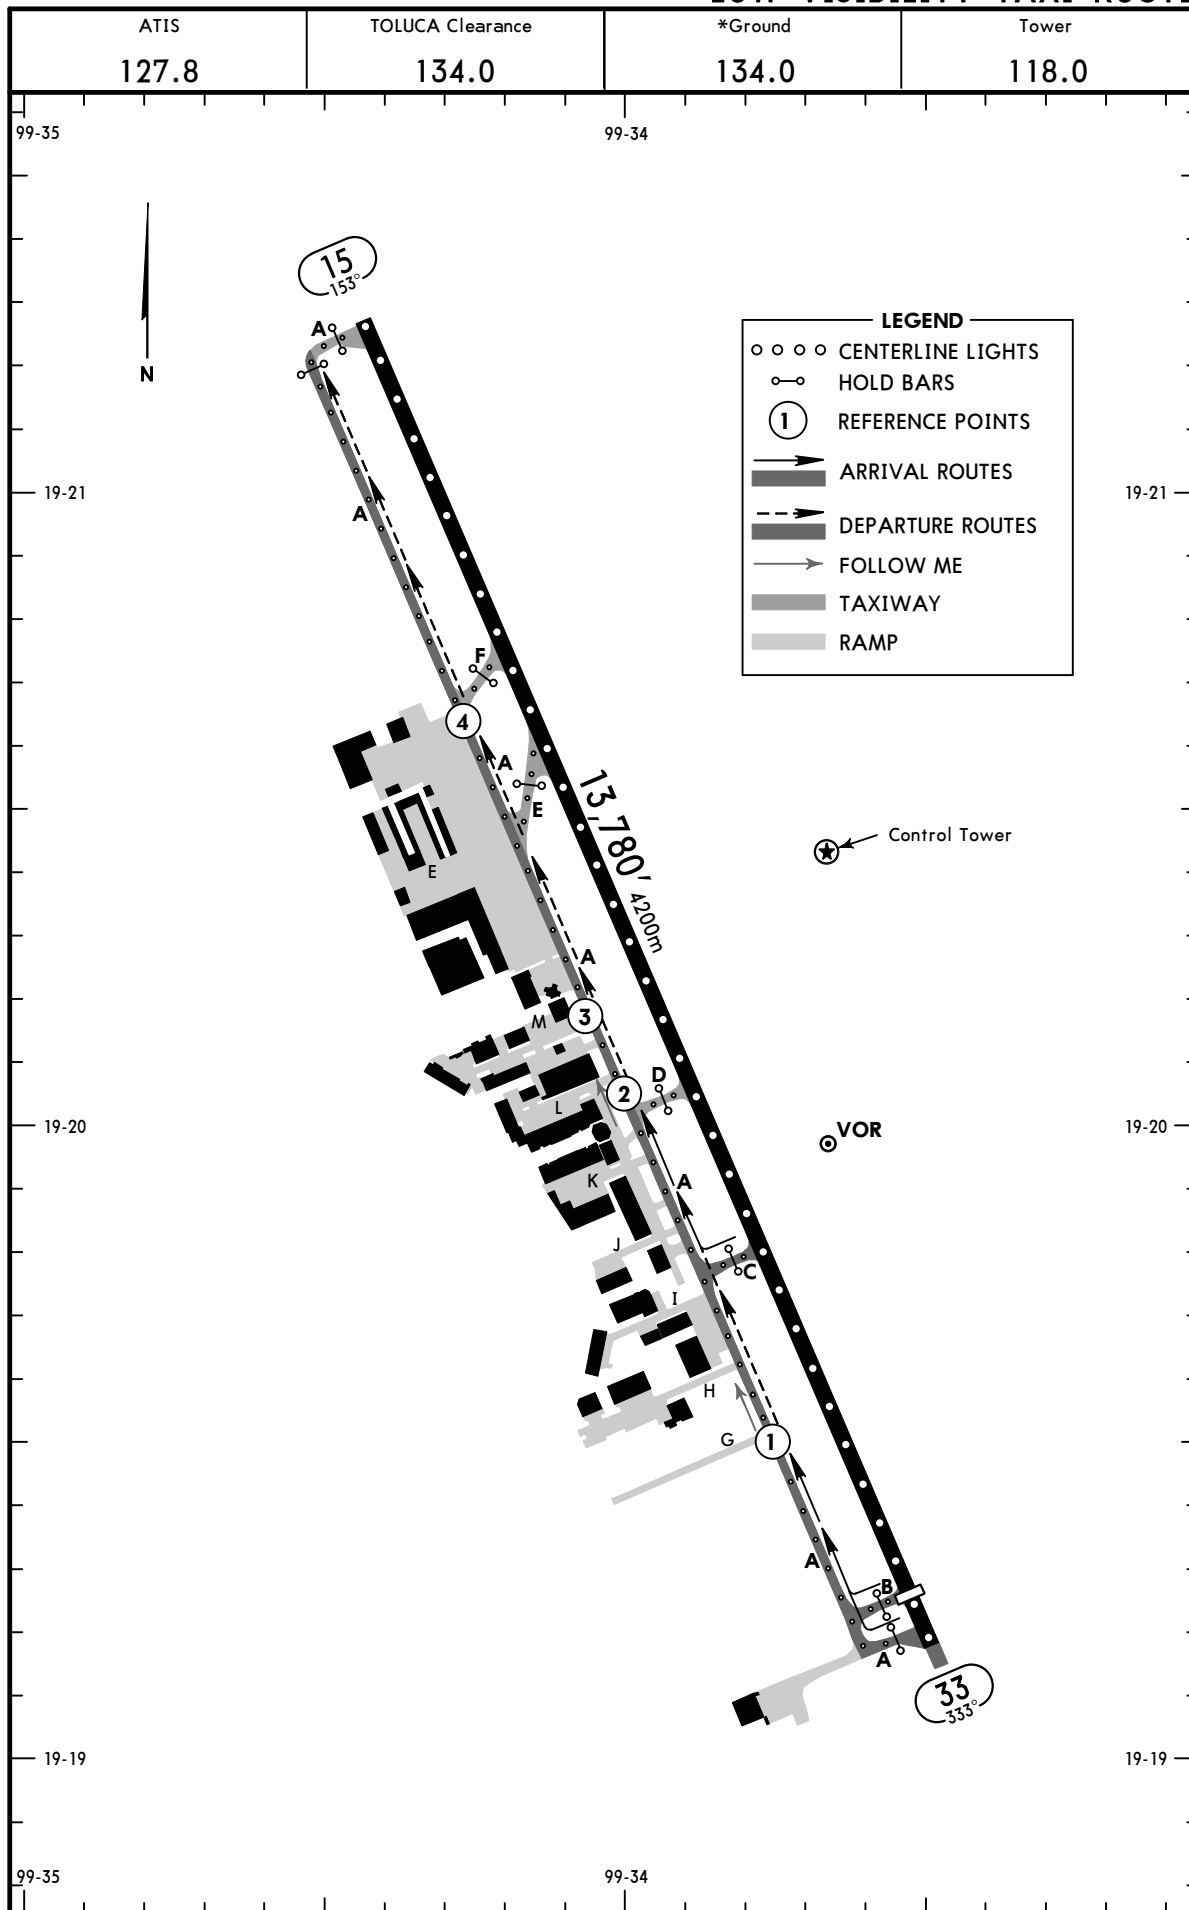 ATIS
127.8
TOLUCA Clearance
134.0
*Ground
134.0
Tower
118.0
99-35
99-34
15
153°
N
A
LEGEND
CENTERLINE LIGHTS
HOLD BARS
1 REFERENCE POINTS
ARRIVAL ROUTES
DEPARTURE ROUTES
FOLLOW ME
TAXIWAY
RAMP
19-21
19-21
A
F
4
A
E
13,780'
4200m
Control Tower
E
A
3
M
D
2
L
19-20
VOR
19-20
K
A
J
C
I
H
G
1
A
B
A
33
333°
19-19
19-19
99-35
99-34